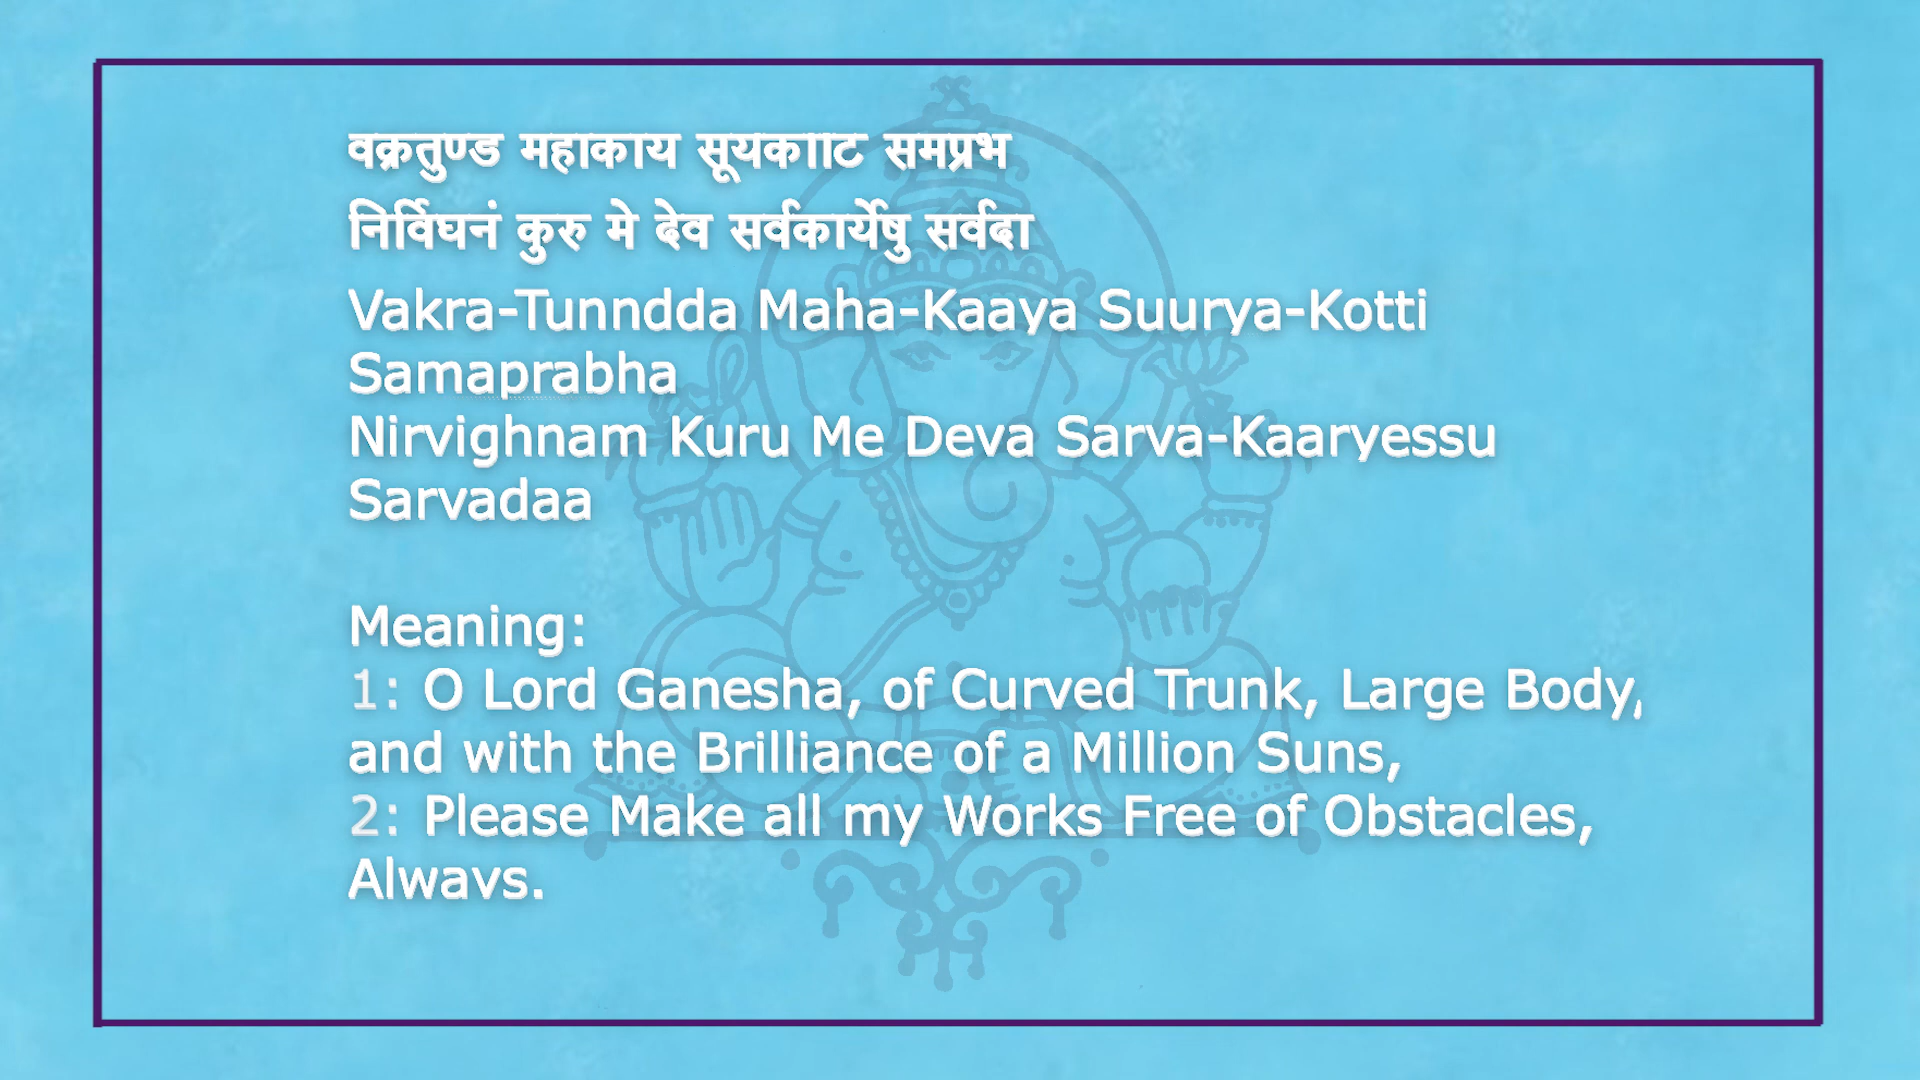 वक्रतुण्ड महाकाय सूयकााट समप्रभ
निर्विघनं कुरु मे देव सर्वकार्येषु सर्वदा
Vakra-Tunndda Maha-Kaaya Suurya-Kotti
Samaprabha
Nirvighnam Kuru Me Deva Sarva-Kaaryessu
Sarvadaa
Meaning:
1: O Lord Ganesha, of Curved Trunk, Large Body,
and with the Brilliance of a Million Suns,
2: Please Make all my Works Free of Obstacles,
Always.